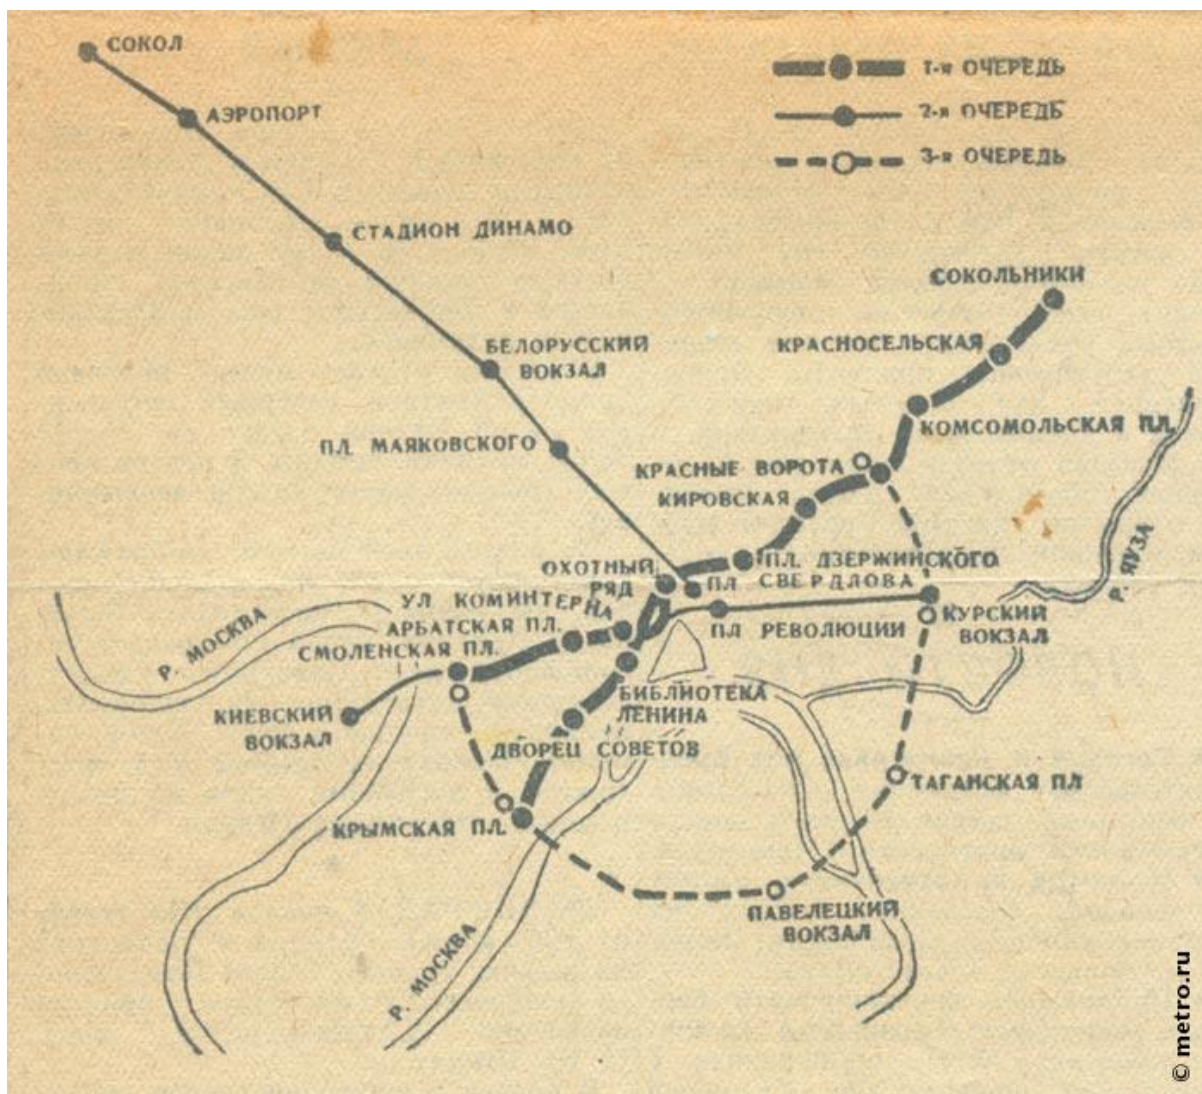 СОКОЛ
АЭРОПОРТ
СТАДИОН ДИНАМО
БЕЛОРУССКИЙ
ВОКЗАЛ
ПЛ. МАЯКОВСКОГО
1-я ОЧЕРЕДЬ
2-я ОЧЕРЕДЬ
3-я ОЧЕРЕДЬ
СОКОЛЬНИКИ
КРАСНОСЕЛЬСКАЯ
КОМСОМОЛЬСКАЯ ПЛ.
КРАСНЫЕ ВОРОТА
КИРОВСКАЯ
ПЛ. ДЗЕРЖИНСКОГО
ОХОТНЫЙ
РЯД
ПЛ
СВЕРДЛОВА
УЛ КОМИНТЕРНА
АРБАТСКАЯ ПЛ.
СМОЛЕНСКАЯ ПЛ.
КИЕВСКИЙ
ВОКЗАЛ
ПЛ РЕВОЛЮЦИИ
КУРСКИЙ
ВОКЗАЛ
БИБЛИОТЕКА
ЛЕНИНА
ДВОРЕЦ СОВЕТОВ
КРЫМСКАЯ ПЛ.
ТАГАНСКАЯ ПЛ
ПАВЕЛЕЦКИЙ
ВОКЗАЛ
Р. МОСКВА
Р. МОСКВА
Р. ЯУЗА
© metro.ru